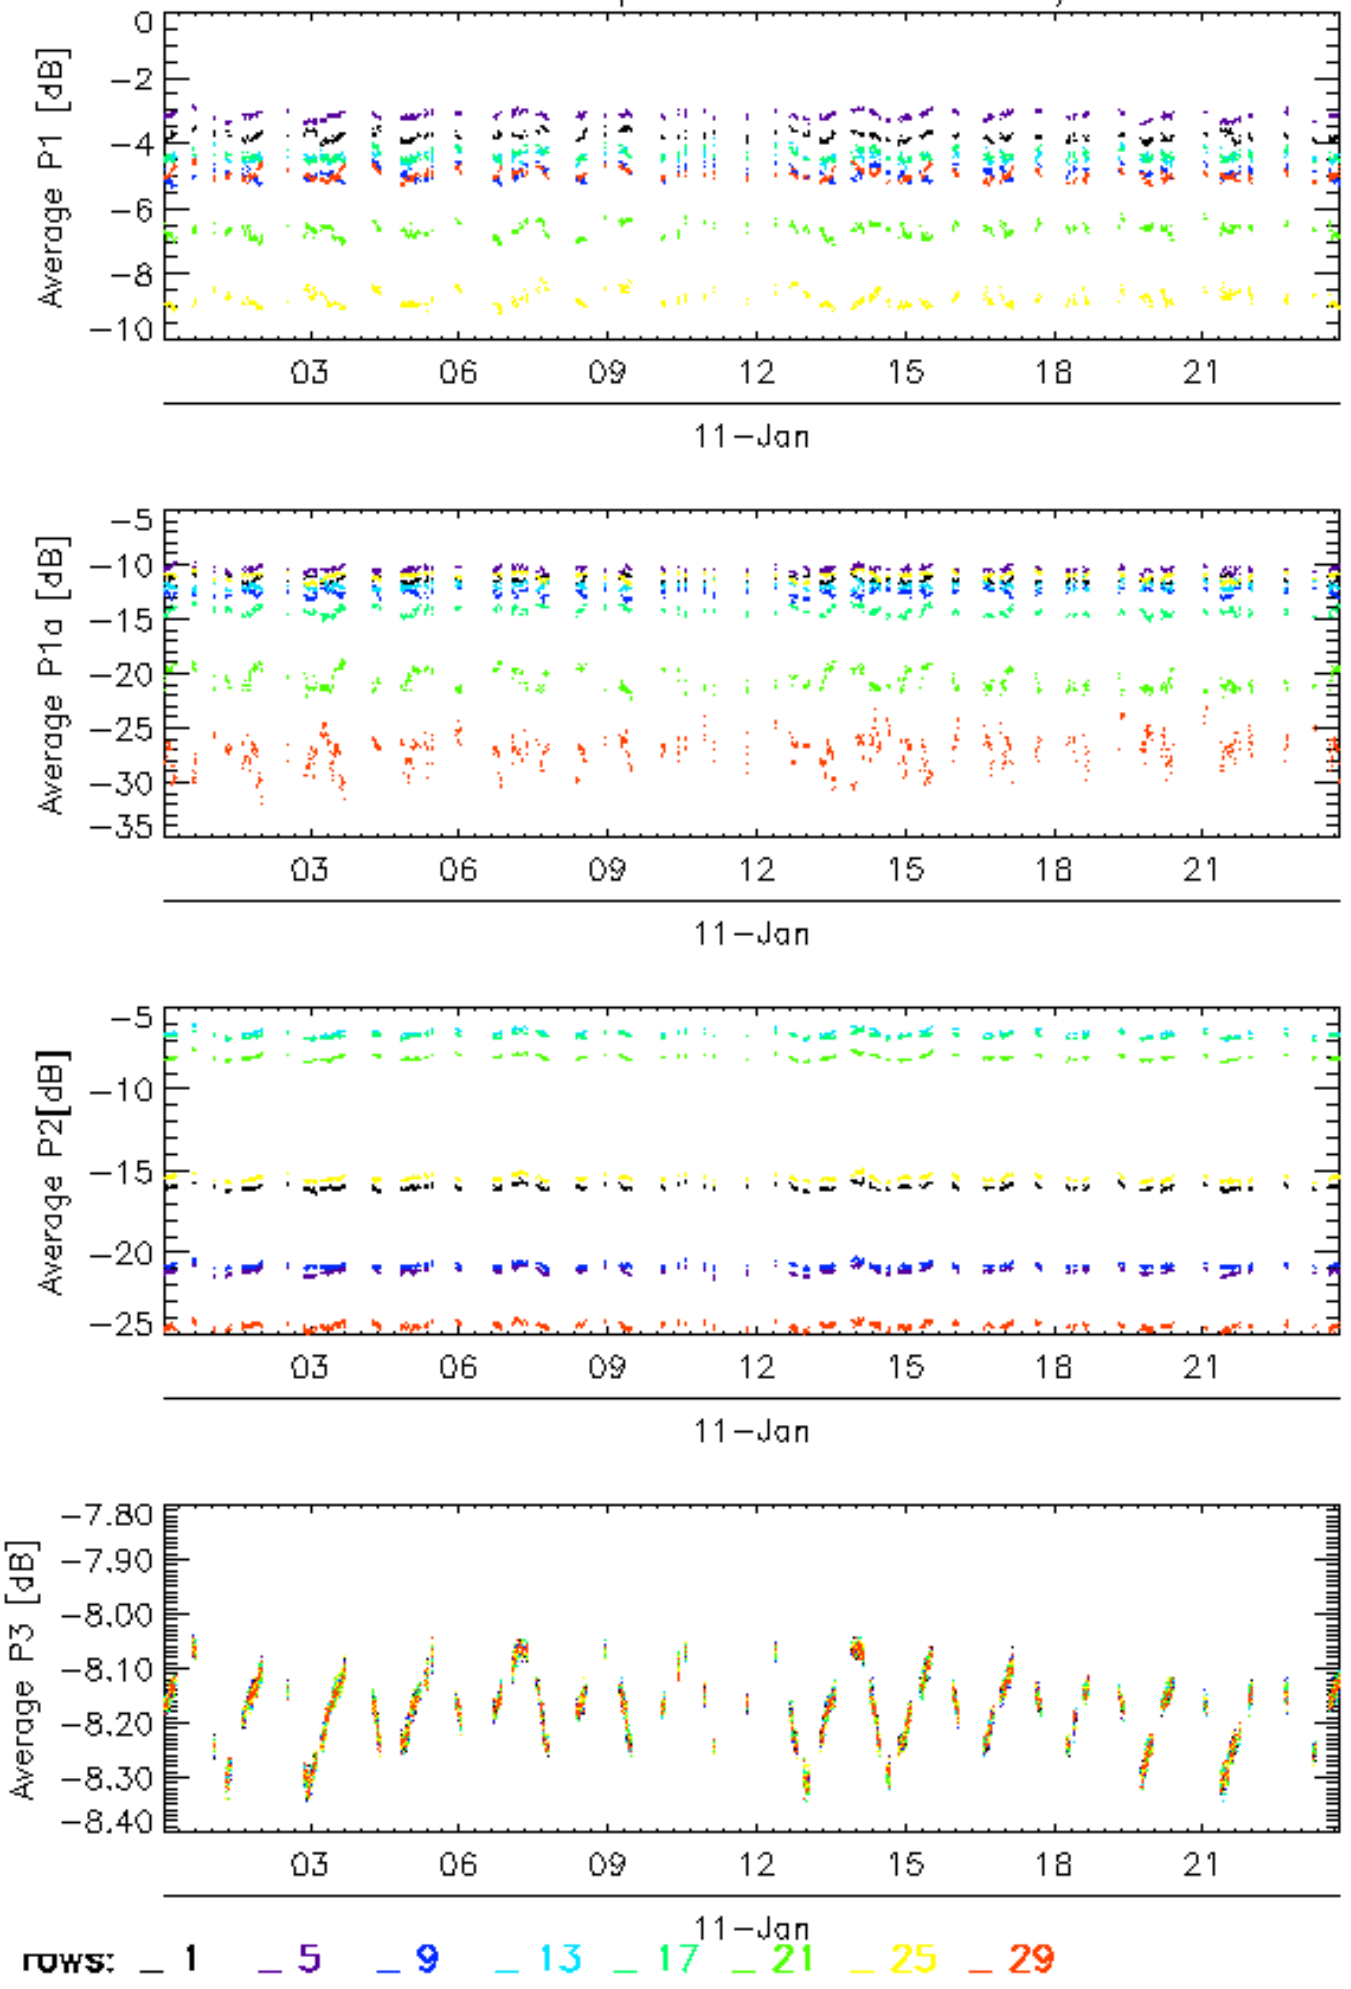 0
-2
-4
-6
-8
-10
Average P1 [dB]
03 06 09 12 15 18 21
11-Jan
-5
-10
-15
-20
-25
-30
-35
Average P1a [dB]
03 06 09 12 15 18 21
11-Jan
-5
-10
-15
-20
-25
Average P2[dB]
03 06 09 12 15 18 21
11-Jan
-7.80
-7.90
-8.00
-8.10
-8.20
-8.30
-8.40
Average P3 [dB]
03 06 09 12 15 18 21
11-Jan
rows: _ 1 _ 5 _ 9 _ 13 _ 17 _ 21 _ 25 _ 29